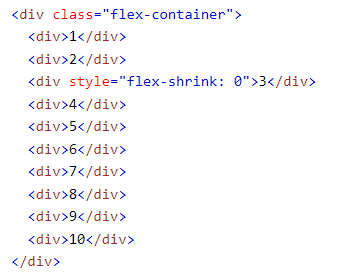 <div class="flex-container">
  <div>1</div>
  <div>2</div>
  <div style="flex-shrink: 0">3</div>
  <div>4</div>
  <div>5</div>
  <div>6</div>
  <div>7</div>
  <div>8</div>
  <div>9</div>
  <div>10</div>
</div>